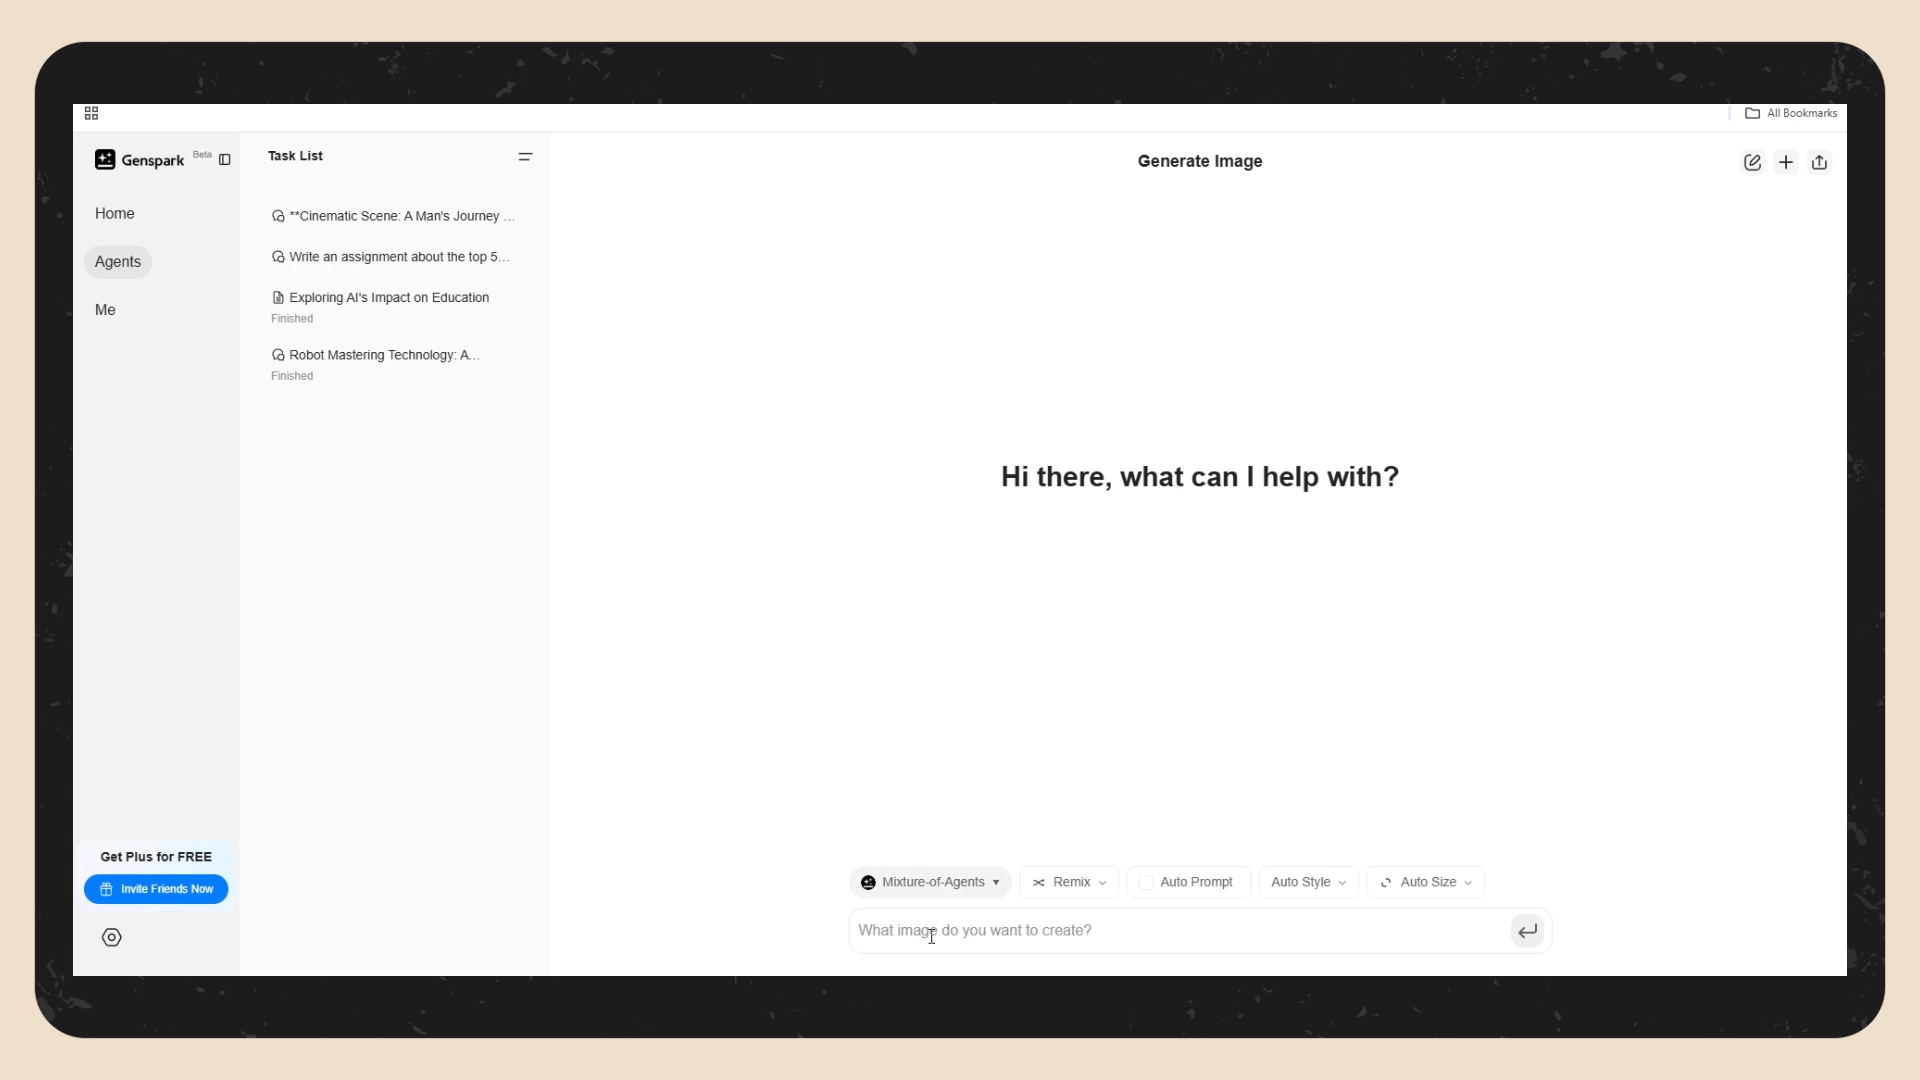 All Bookmarks
Genspark Beta
Home
Agents
Me
Get Plus for FREE
Invite Friends Now
Task List
**Cinematic Scene: A Man's Journey ...
Write an assignment about the top 5...
Exploring AI's Impact on Education
Finished
Robot Mastering Technology: A...
Finished
Generate Image
Hi there, what can I help with?
Mixture-of-Agents Remix Auto Prompt Auto Style Auto Size
What image do you want to create?